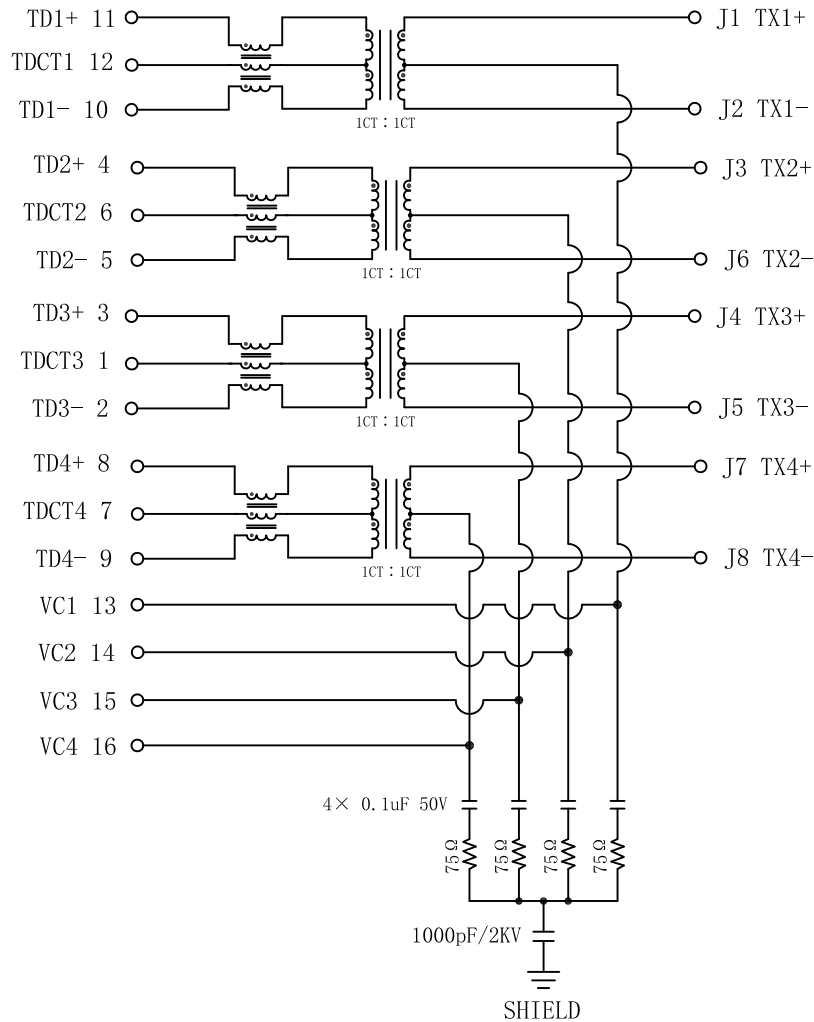 TD1+ 11
J1 TX1+
TDCT1 12
TD1- 10
J2 TX1-
1CT : 1CT
TD2+ 4
J3 TX2+
TDCT2 6
TD2- 5
J6 TX2-
1CT : 1CT
TD3+ 3
J4 TX3+
TDCT3 1
TD3- 2
J5 TX3-
1CT : 1CT
TD4+ 8
J7 TX4+
TDCT4 7
TD4- 9
J8 TX4-
1CT : 1CT
VC1 13
VC2 14
VC3 15
VC4 16
4× 0.1uF 50V
75Ω
75Ω
75Ω
75Ω
1000pF/2KV
SHIELD